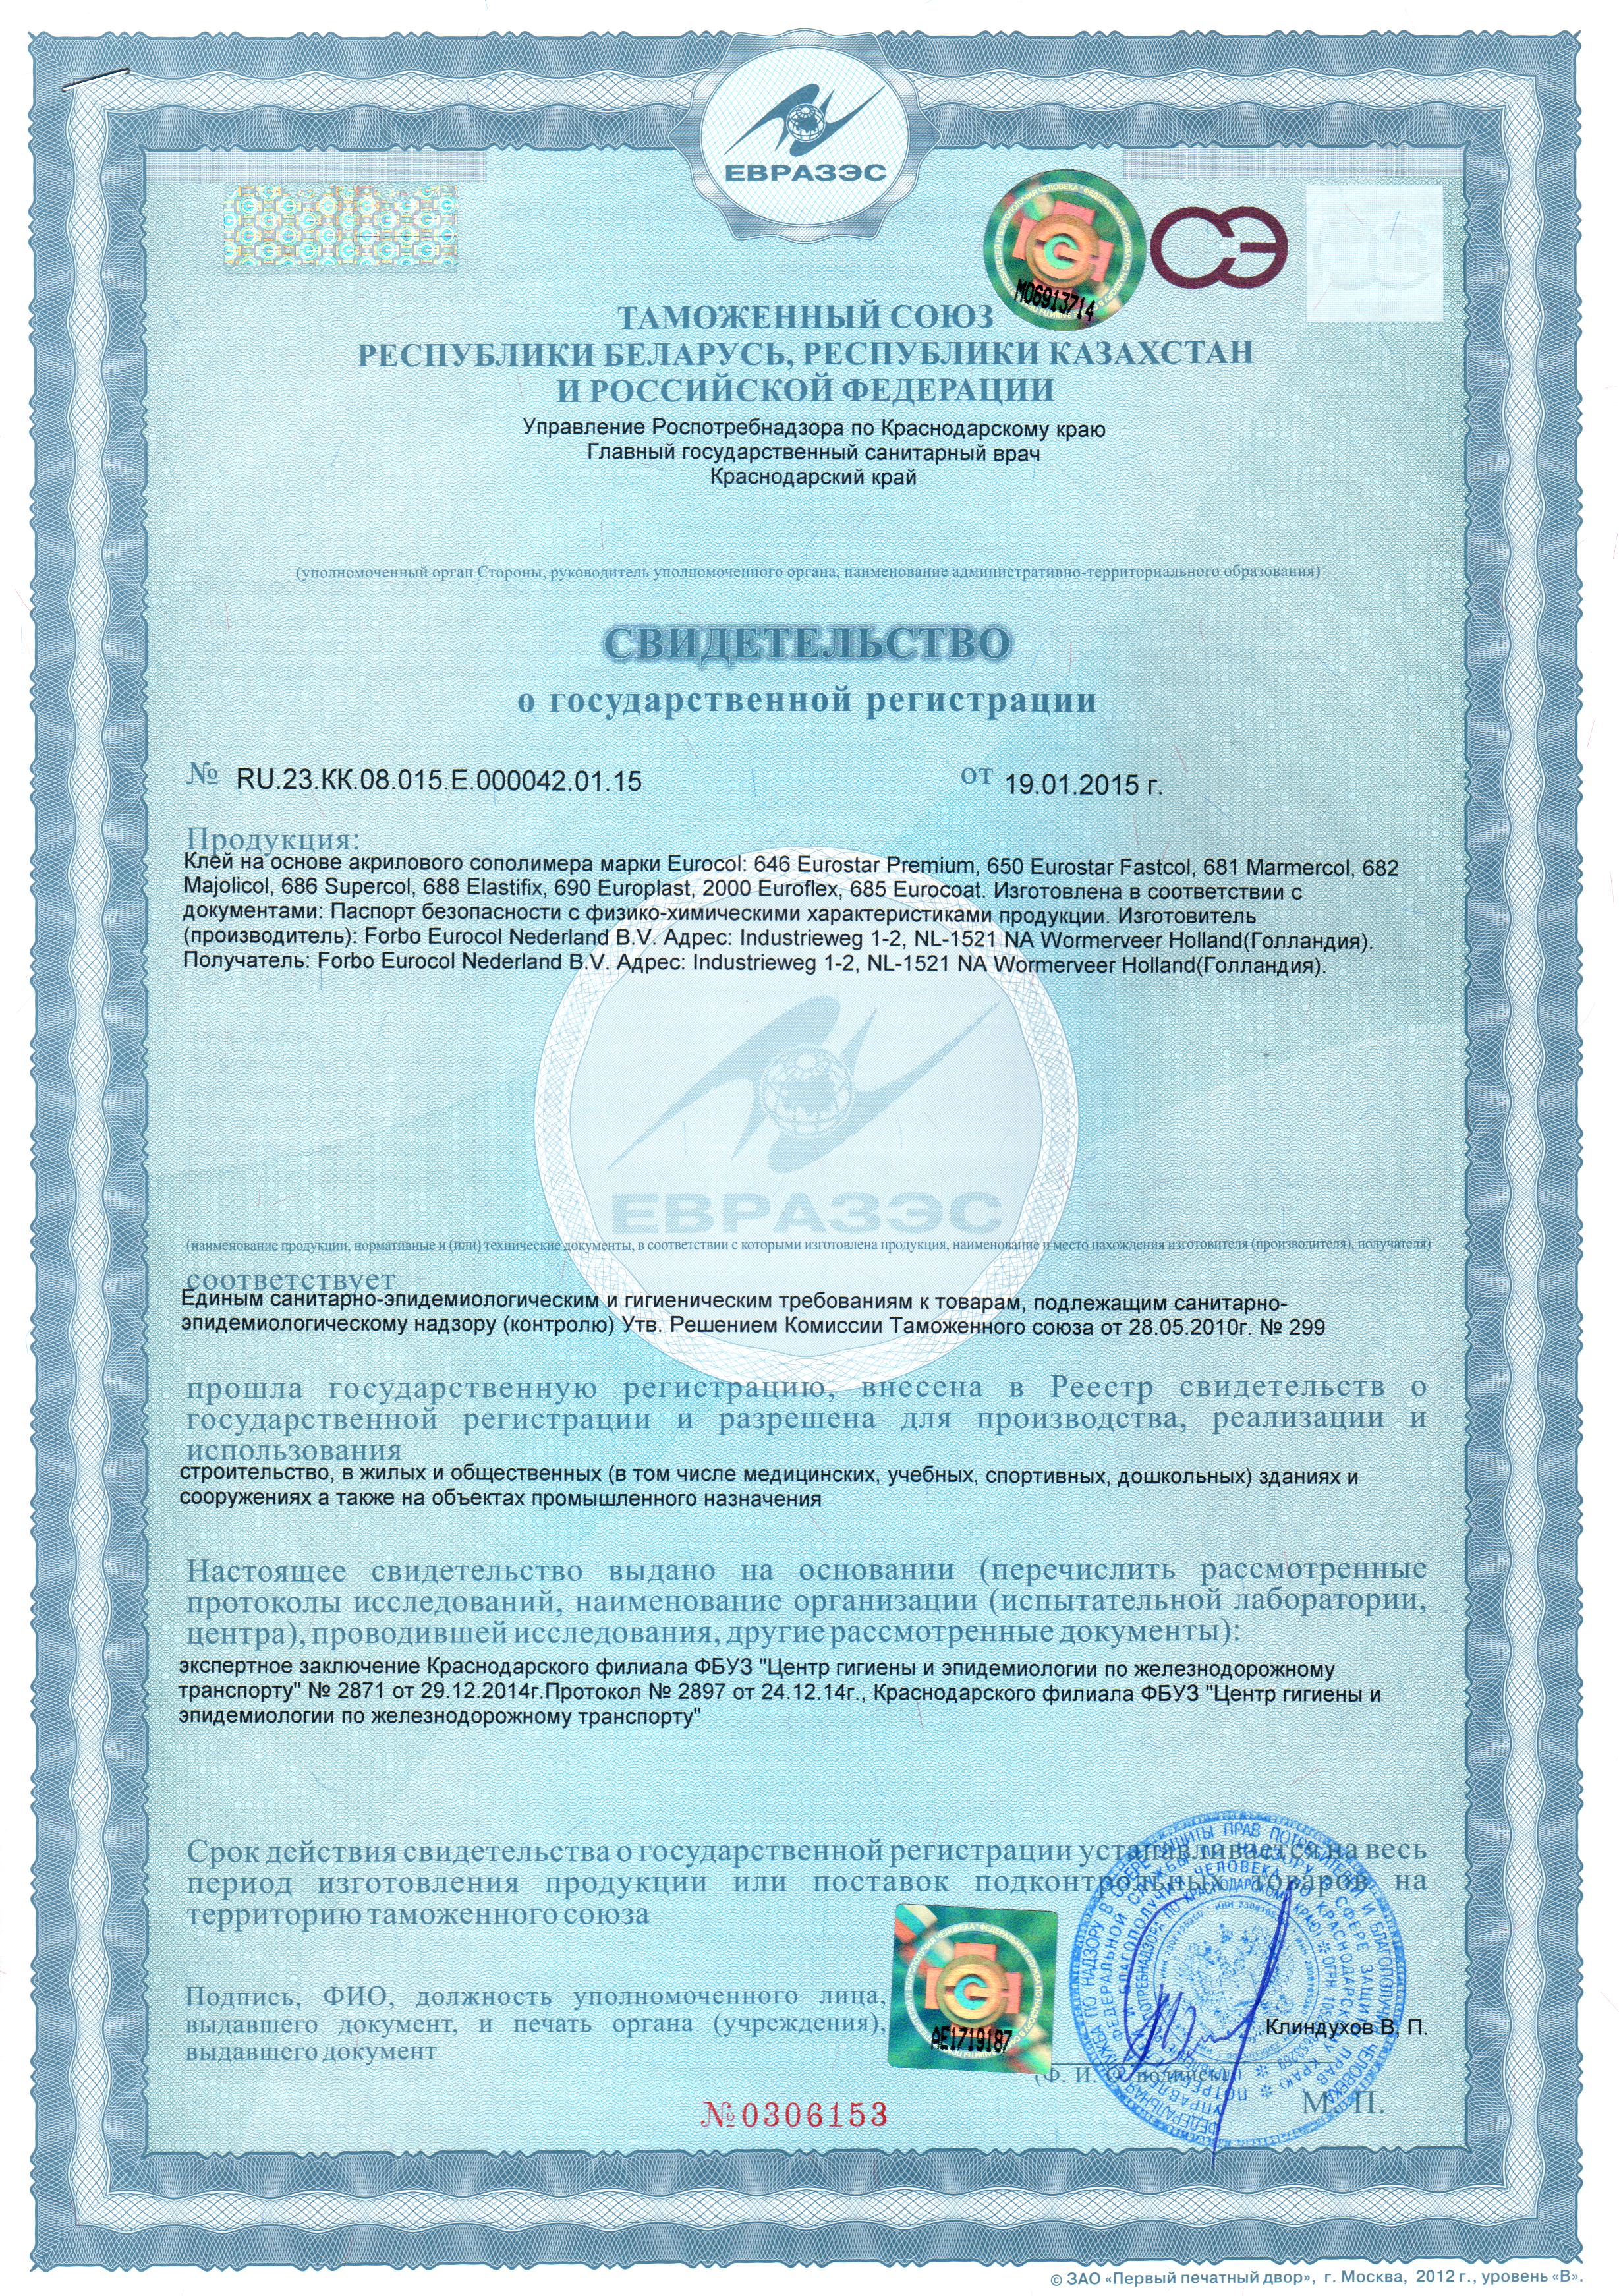 ЕВРАЗЭС
СЭ
М06913714
ТАМОЖЕННЫЙ СОЮЗ
РЕСПУБЛИКИ БЕЛАРУСЬ, РЕСПУБЛИКИ КАЗАХСТАН
И РОССИЙСКОЙ ФЕДЕРАЦИИ
Управление Роспотребнадзора по Краснодарскому краю
Главный государственный санитарный врач
Краснодарский край
(уполномоченный орган Стороны, руководитель уполномоченного органа, наименование административно-территориального образования)
СВИДЕТЕЛЬСТВО
о государственной регистрации
№ RU.23.КК.08.015.Е.000042.01.15 от 19.01.2015 г.
Продукция:
Клей на основе акрилового сополимера марки Eurocol: 646 Eurostar Premium, 650 Eurostar Fastcol, 681 Marmercol, 682
Majolicol, 686 Supercol, 688 Elastifix, 690 Europlast, 2000 Euroflex, 685 Eurocoat. Изготовлена в соответствии с
документами: Паспорт безопасности с физико-химическими характеристиками продукции. Изготовитель
(производитель): Forbo Eurocol Nederland B.V. Адрес: Industrieweg 1-2, NL-1521 NA Wormerveer Holland(Голландия).
Получатель: Forbo Eurocol Nederland B.V. Адрес: Industrieweg 1-2, NL-1521 NA Wormerveer Holland(Голландия).
ЕВРАЗЭС
(наименование продукции, нормативные и (или) технические документы, в соответствии с которыми изготовлена продукция, наименование и место нахождения изготовителя (производителя), получателя)
соответствует
Единым санитарно-эпидемиологическим и гигиеническим требованиям к товарам, подлежащим санитарно-
эпидемиологическому надзору (контролю) Утв. Решением Комиссии Таможенного союза от 28.05.2010г. № 299
прошла государственную регистрацию, внесена в Реестр свидетельств о
государственной регистрации и разрешена для производства, реализации и
использования
строительство, в жилых и общественных (в том числе медицинских, учебных, спортивных, дошкольных) зданиях и
сооружениях а также на объектах промышленного назначения
Настоящее свидетельство выдано на основании (перечислить рассмотренные
протоколы исследований, наименование организации (испытательной лаборатории,
центра), проводившей исследования, другие рассмотренные документы):
экспертное заключение Краснодарского филиала ФБУЗ "Центр гигиены и эпидемиологии по железнодорожному
транспорту" № 2871 от 29.12.2014г.Протокол № 2897 от 24.12.14г., Краснодарского филиала ФБУЗ "Центр гигиены и
эпидемиологии по железнодорожному транспорту"
Срок действия свидетельства о государственной регистрации устанавливается на весь
период изготовления продукции или поставок подконтрольных товаров на
территорию таможенного союза
Подпись, ФИО, должность уполномоченного лица,
выдавшего документ, и печать органа (учреждения),
выдавшего документ
АЕ1719187
Клиндухов В. П.
(Ф. И. О./подпись)
М. П.
№0306153
© ЗАО «Первый печатный двор», г. Москва, 2012 г., уровень «В».